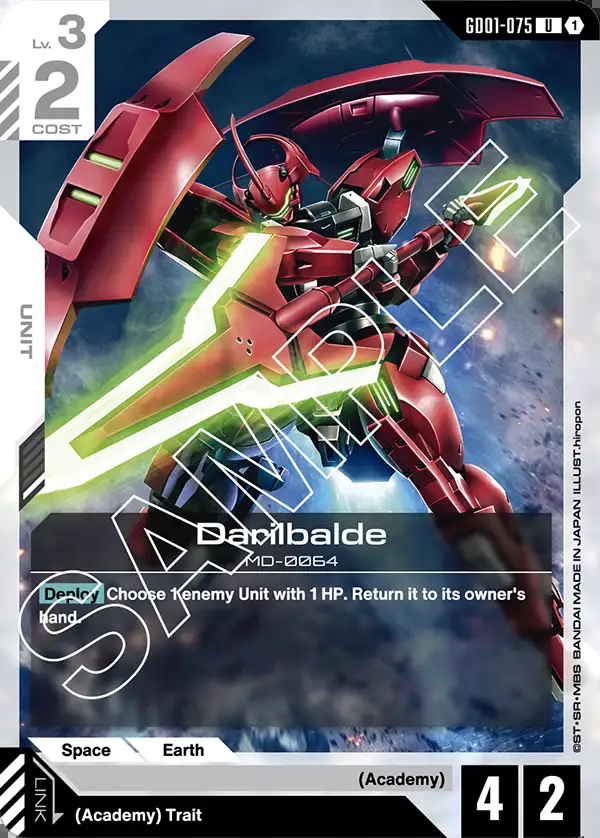 GD01-075 U 1
Lv. 3
2
COST
UNIT
Darilbalde
MD-0064
Deploy Choose 1 enemy Unit with 1 HP. Return it to its owner's
hand.
SAMPLE
©ST・SR・MBS BANDAI MADE IN JAPAN ILLUST.hiropon
Space Earth
(Academy)
LINK
(Academy) Trait
4 2